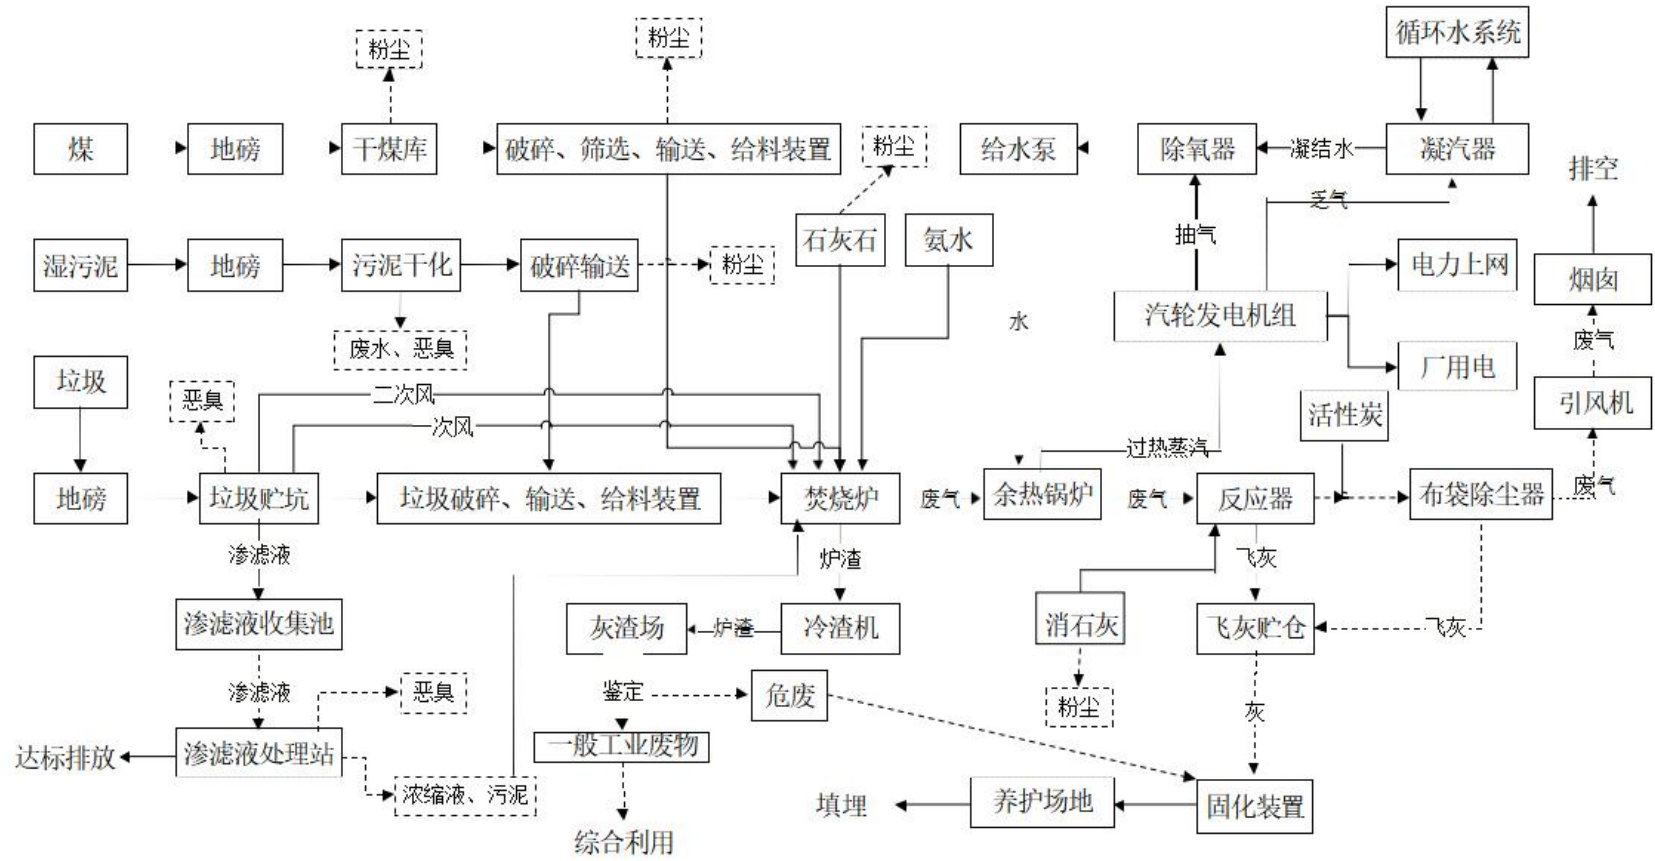 循环水系统
粉尘
粉尘
煤
地磅
干煤库
破碎、筛选、输送、给料装置
粉尘
给水泵
除氧器
凝结水
凝汽器
排空
乏气
石灰石
氨水
抽气
湿污泥
地磅
污泥干化
破碎输送
粉尘
电力上网
烟囱
水
汽轮发电机组
废水、恶臭
废气
厂用电
垃圾
恶臭
二次风
一次风
活性炭
引风机
过热蒸汽
地磅
垃圾贮坑
垃圾破碎、输送、给料装置
焚烧炉
废气
余热锅炉
废气
反应器
布袋除尘器
废气
渗滤液
炉渣
飞灰
渗滤液收集池
灰渣场
炉渣
冷渣机
消石灰
飞灰贮仓
飞灰
渗滤液
恶臭
鉴定
危废
粉尘
灰
达标排放
渗滤液处理站
一般工业废物
浓缩液、污泥
填埋
养护场地
固化装置
综合利用